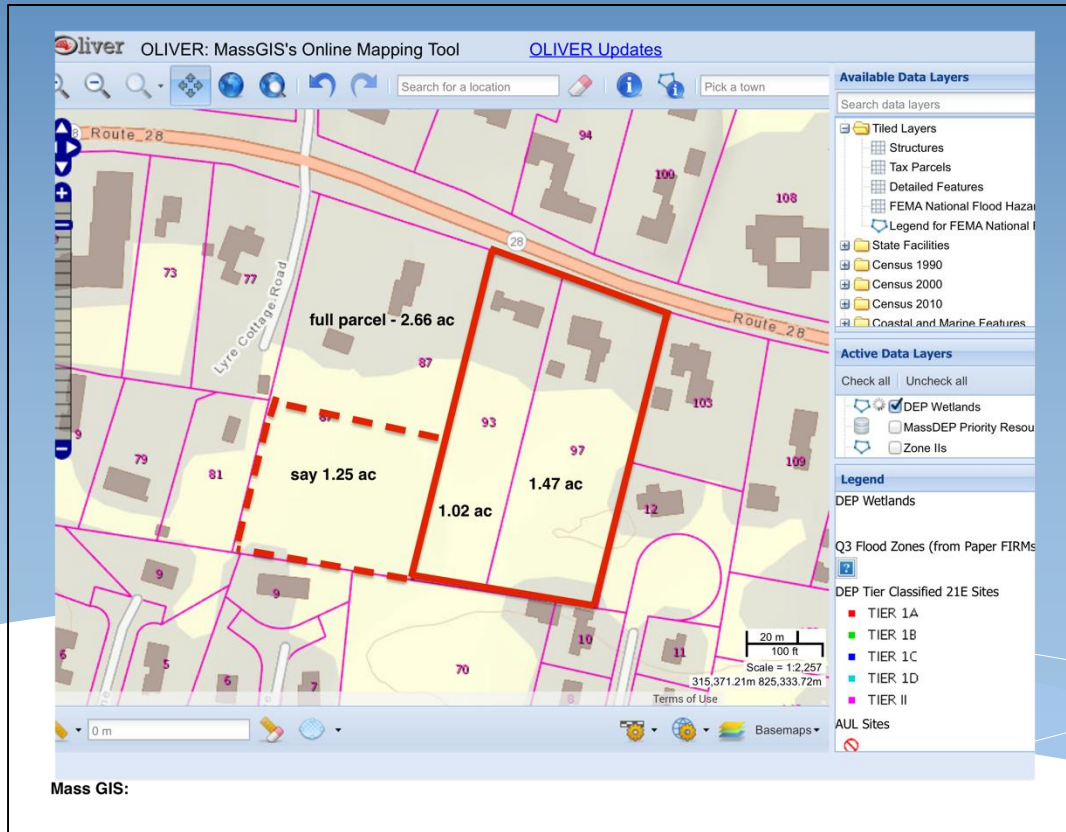 Oliver OLIVER: MassGIS's Online Mapping Tool OLIVER Updates
Search for a location
Pick a town
Available Data Layers
Search data layers
Tiled Layers
Structures
Tax Parcels
Detailed Features
FEMA National Flood Hazar
Legend for FEMA National
State Facilities
Census 1990
Census 2000
Census 2010
Coastal and Marine Features
Active Data Layers
Check all Uncheck all
DEP Wetlands
MassDEP Priority Resou
Zone IIs
Legend
DEP Wetlands
Q3 Flood Zones (from Paper FIRMs
?
DEP Tier Classified 21E Sites
TIER 1A
TIER 1B
TIER 1C
TIER 1D
TIER II
AUL Sites
Route_28
94
100
108
28
73
77
Lyre Cottage Road
full parcel - 2.66 ac
Route_28
87
87
93
103
97
9
79
81
say 1.25 ac
1.47 ac
109
1.02 ac
12
9
9
6
5
6
7
70
10
11
8
20 m
100 ft
Scale = 1:2,257
315,371.21m 825,333.72m
Terms of Use
0 m
Basemaps
Mass GIS: